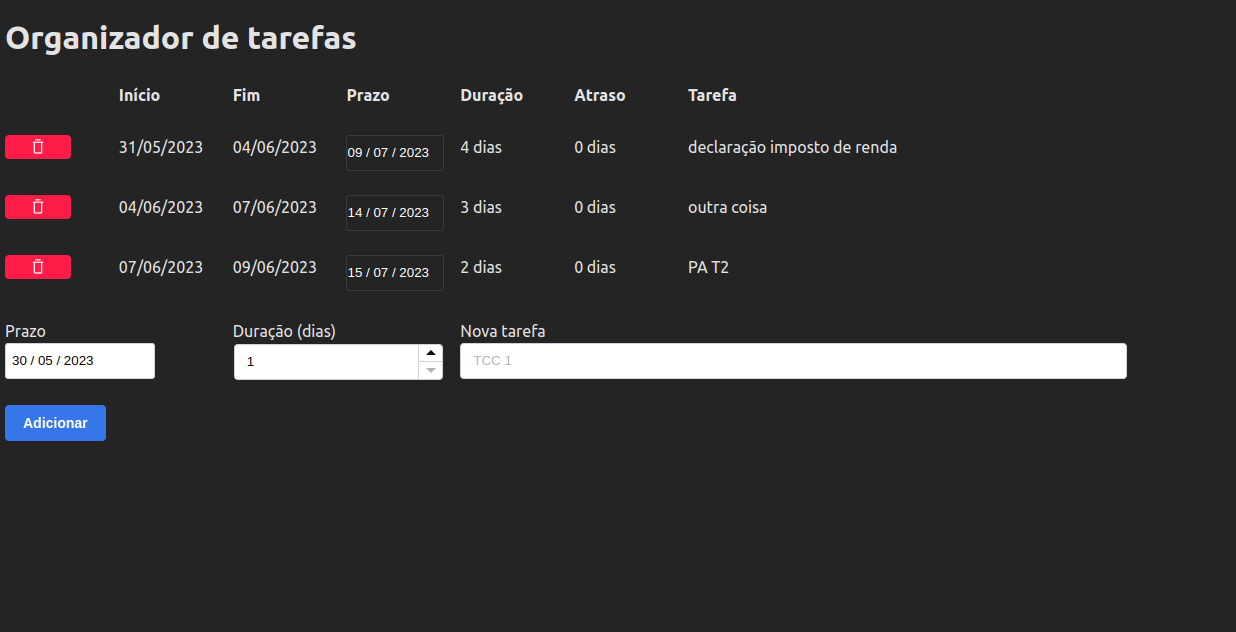 Organizador de tarefas
Início Fim Prazo Duração Atraso Tarefa
31/05/2023 04/06/2023 09 / 07 / 2023 4 dias 0 dias declaração imposto de renda
04/06/2023 07/06/2023 14 / 07 / 2023 3 dias 0 dias outra coisa
07/06/2023 09/06/2023 15 / 07 / 2023 2 dias 0 dias PA T2
Prazo Duração (dias) Nova tarefa
30 / 05 / 2023 1 TCC 1
Adicionar